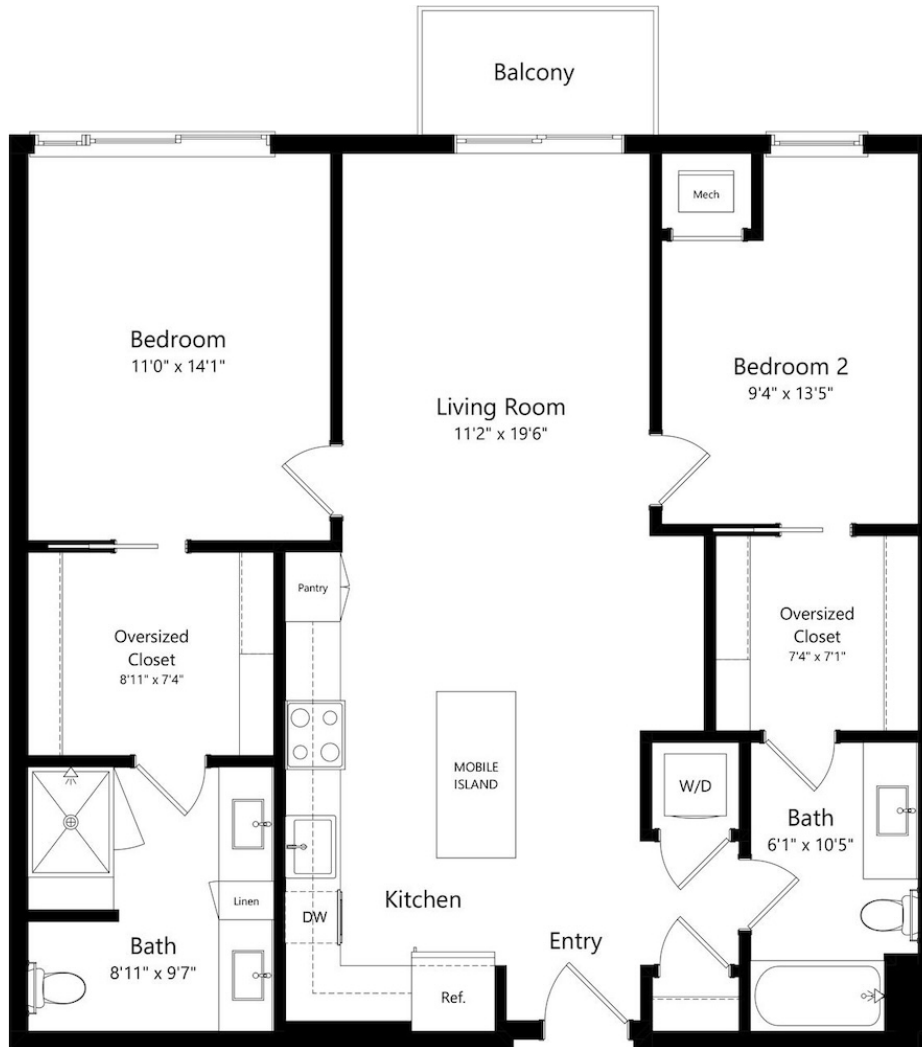 Balcony
Mech
Bedroom
11'0" x 14'1"
Bedroom 2
9'4" x 13'5"
Living Room
11'2" x 19'6"
Pantry
Oversized
Closet
8'11" x 7'4"
Oversized
Closet
7'4" x 7'1"
MOBILE
ISLAND
W/D
Bath
6'1" x 10'5"
Linen
Kitchen
DW
Bath
8'11" x 9'7"
Entry
Ref.